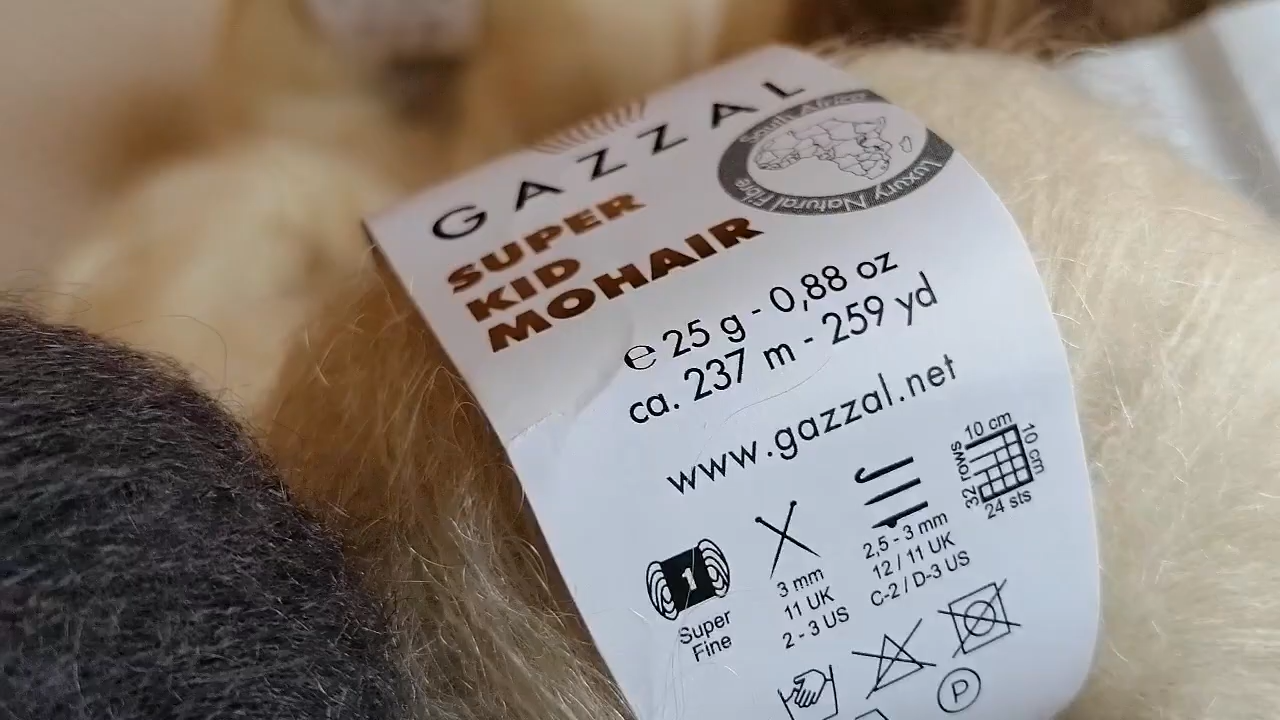 GAZZAL
South African
Luxury Natural Fibre
SUPER
KID
MOHAIR
e 25 g - 0,88 oz
ca. 237 m - 259 yd
www.gazzal.net
10 cm
10 cm
32 rows
24 sts
1
Super
Fine
3 mm
11 UK
2 - 3 US
2,5 - 3 mm
12 / 11 UK
C-2 / D-3 US
P